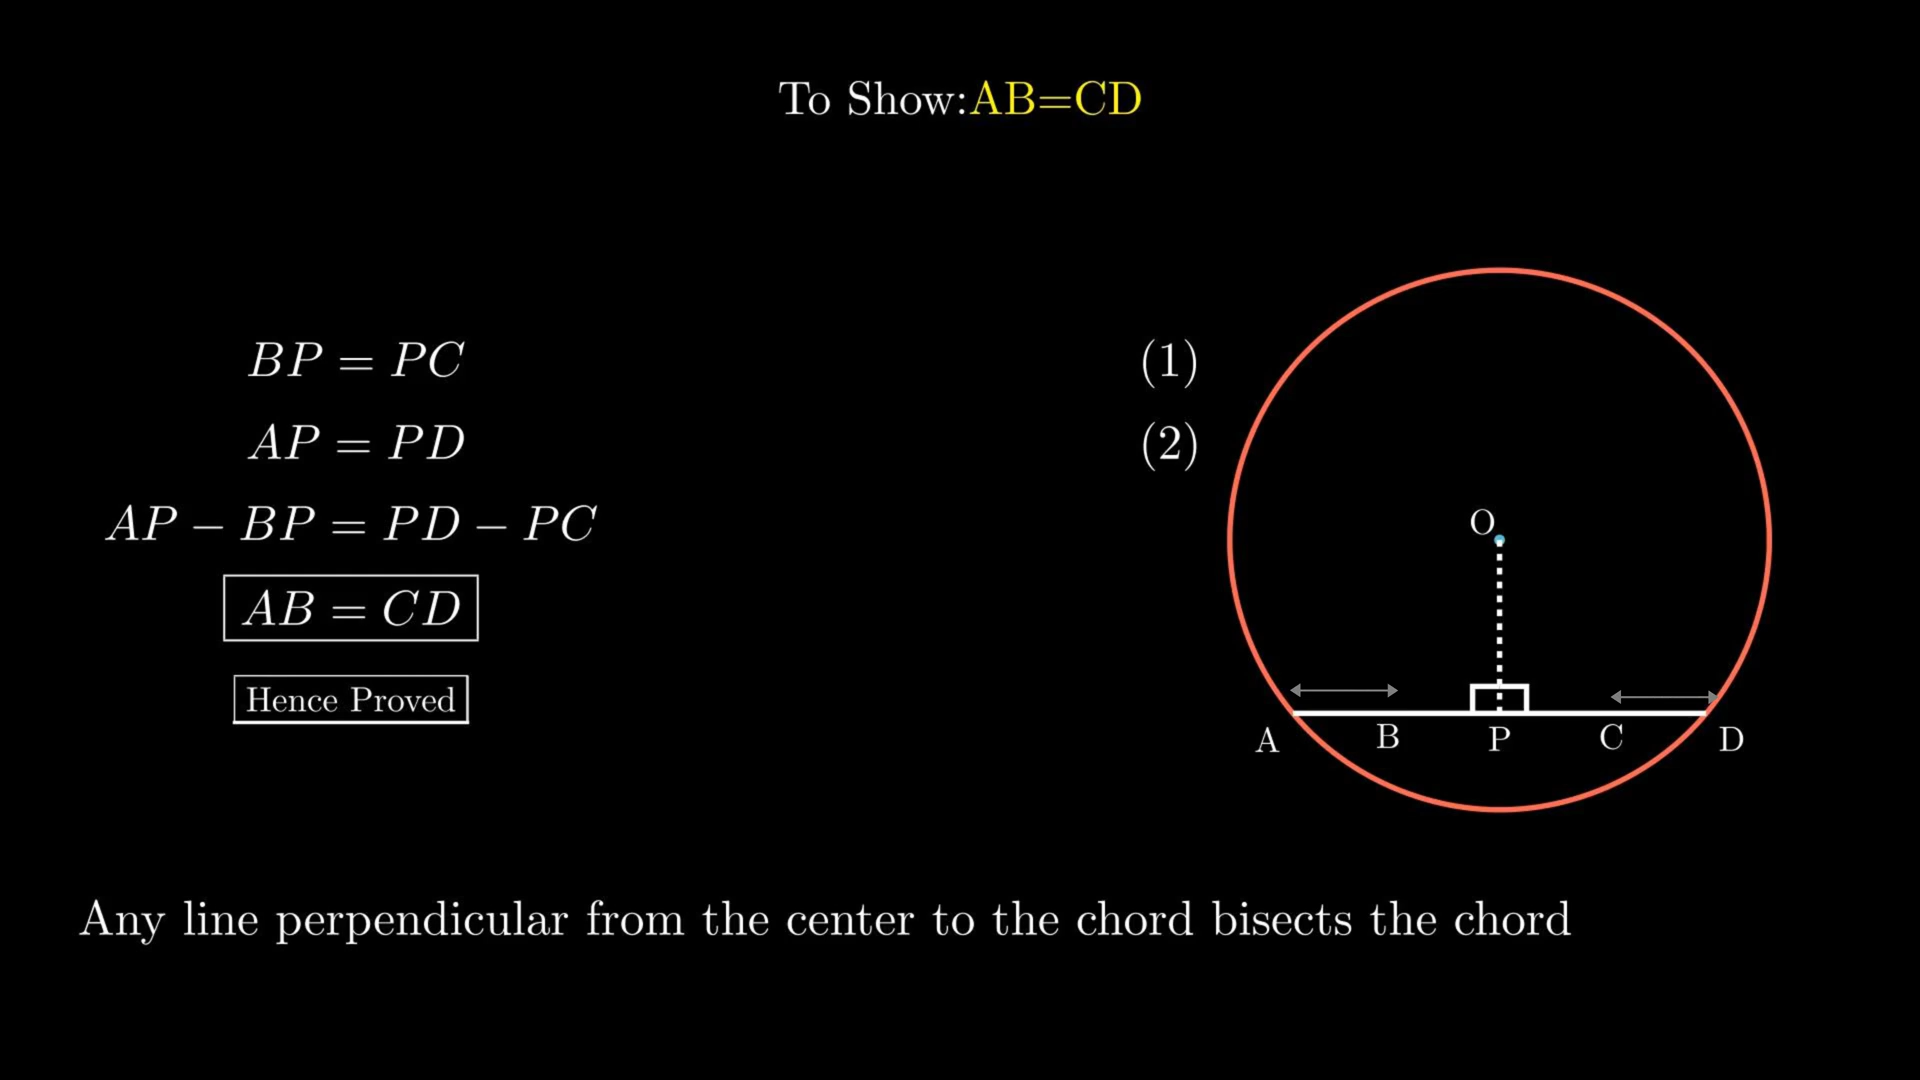 To Show:AB=CD
BP = PC (1)
AP = PD (2)
AP − BP = PD − PC
AB = CD
Hence Proved
O
A B P C D
Any line perpendicular from the center to the chord bisects the chord